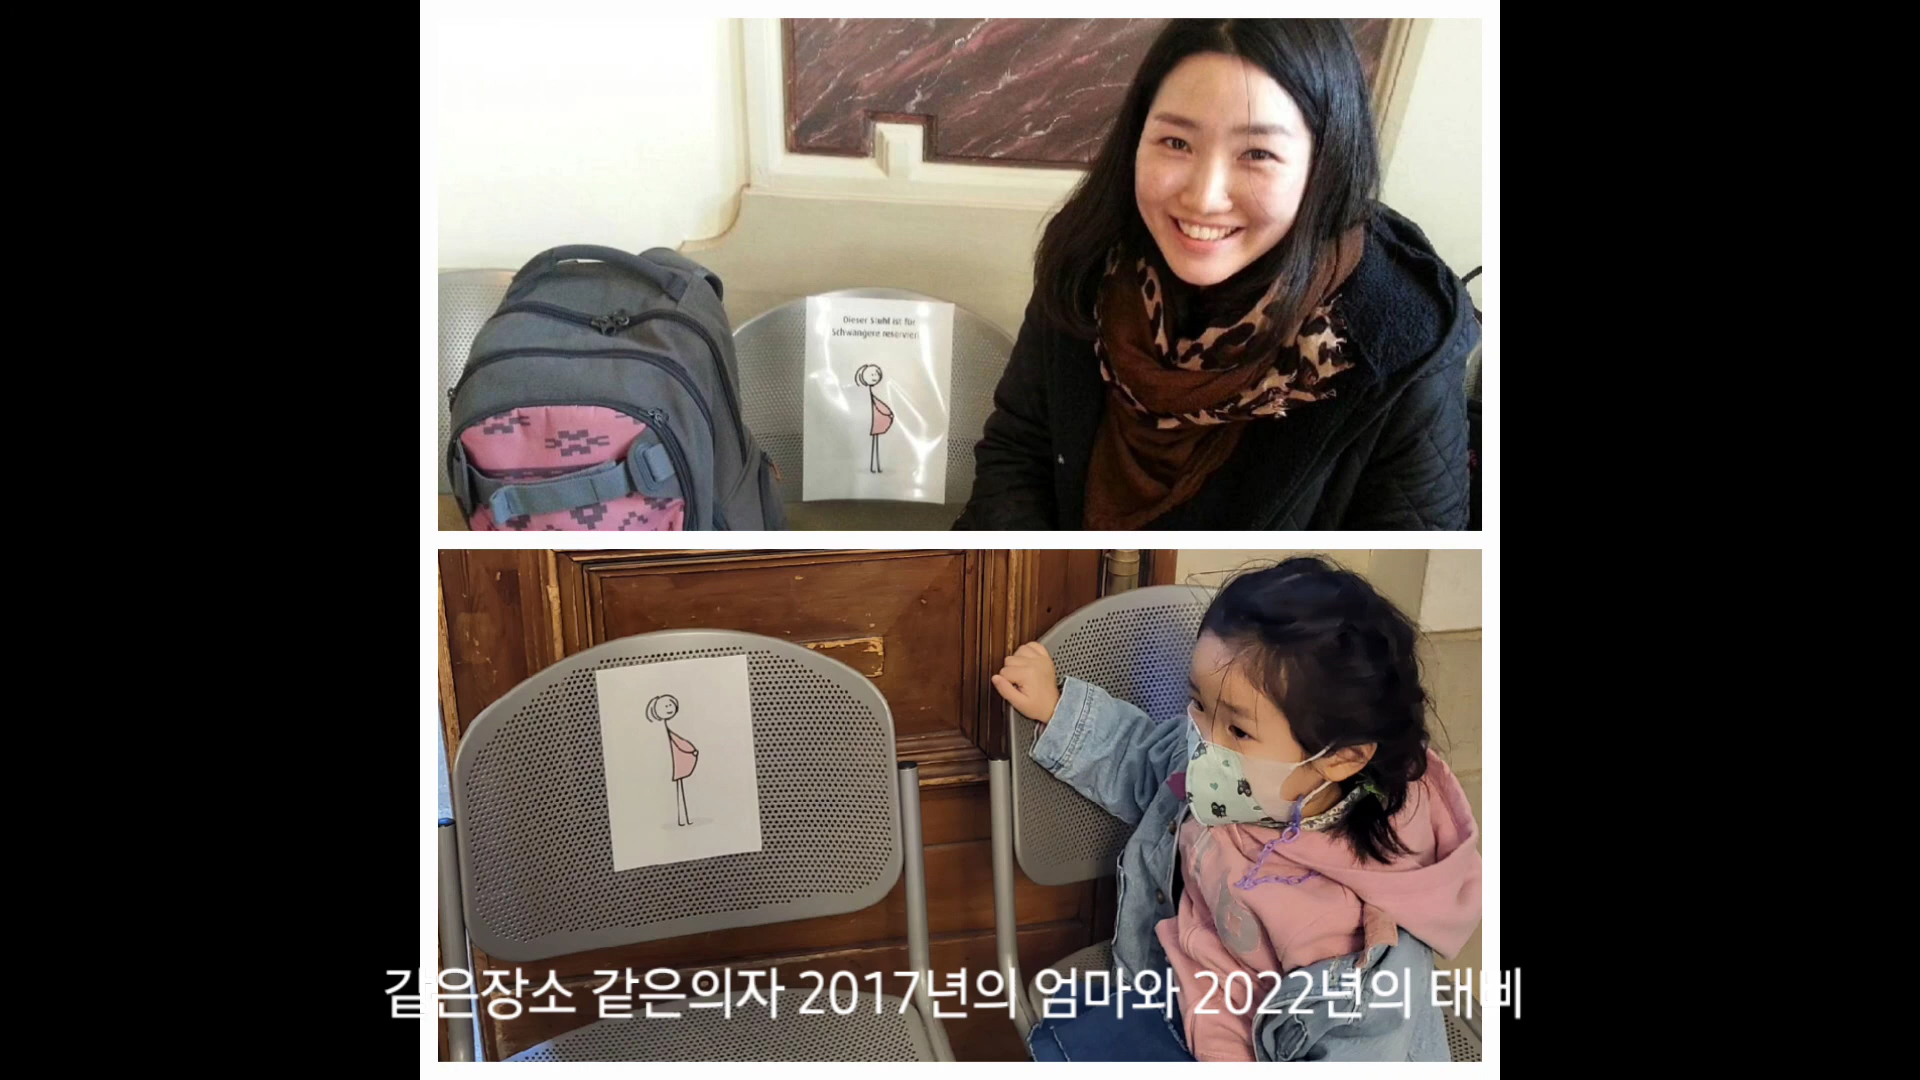 Dieser Stuhl ist für
Schwangere reserviert
같은장소 같은의자 2017년의 엄마와 2022년의 태비